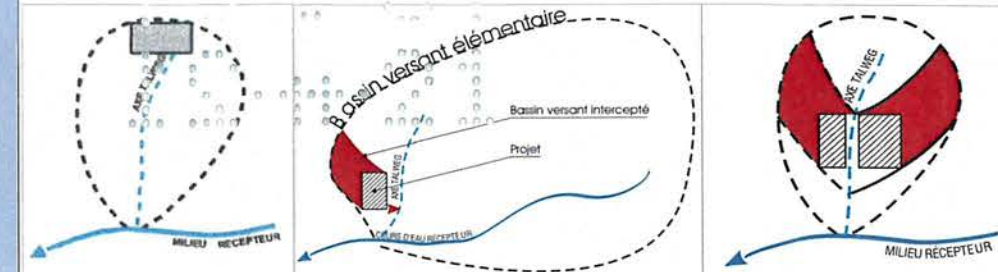 MILIEU RÉCEPTEUR
Bassin versant élémentaire
Bassin versant intercepté
Projet
AXE TALWEG
COURS D'EAU RÉCEPTEUR
AXE TALWEG
MILIEU RÉCEPTEUR